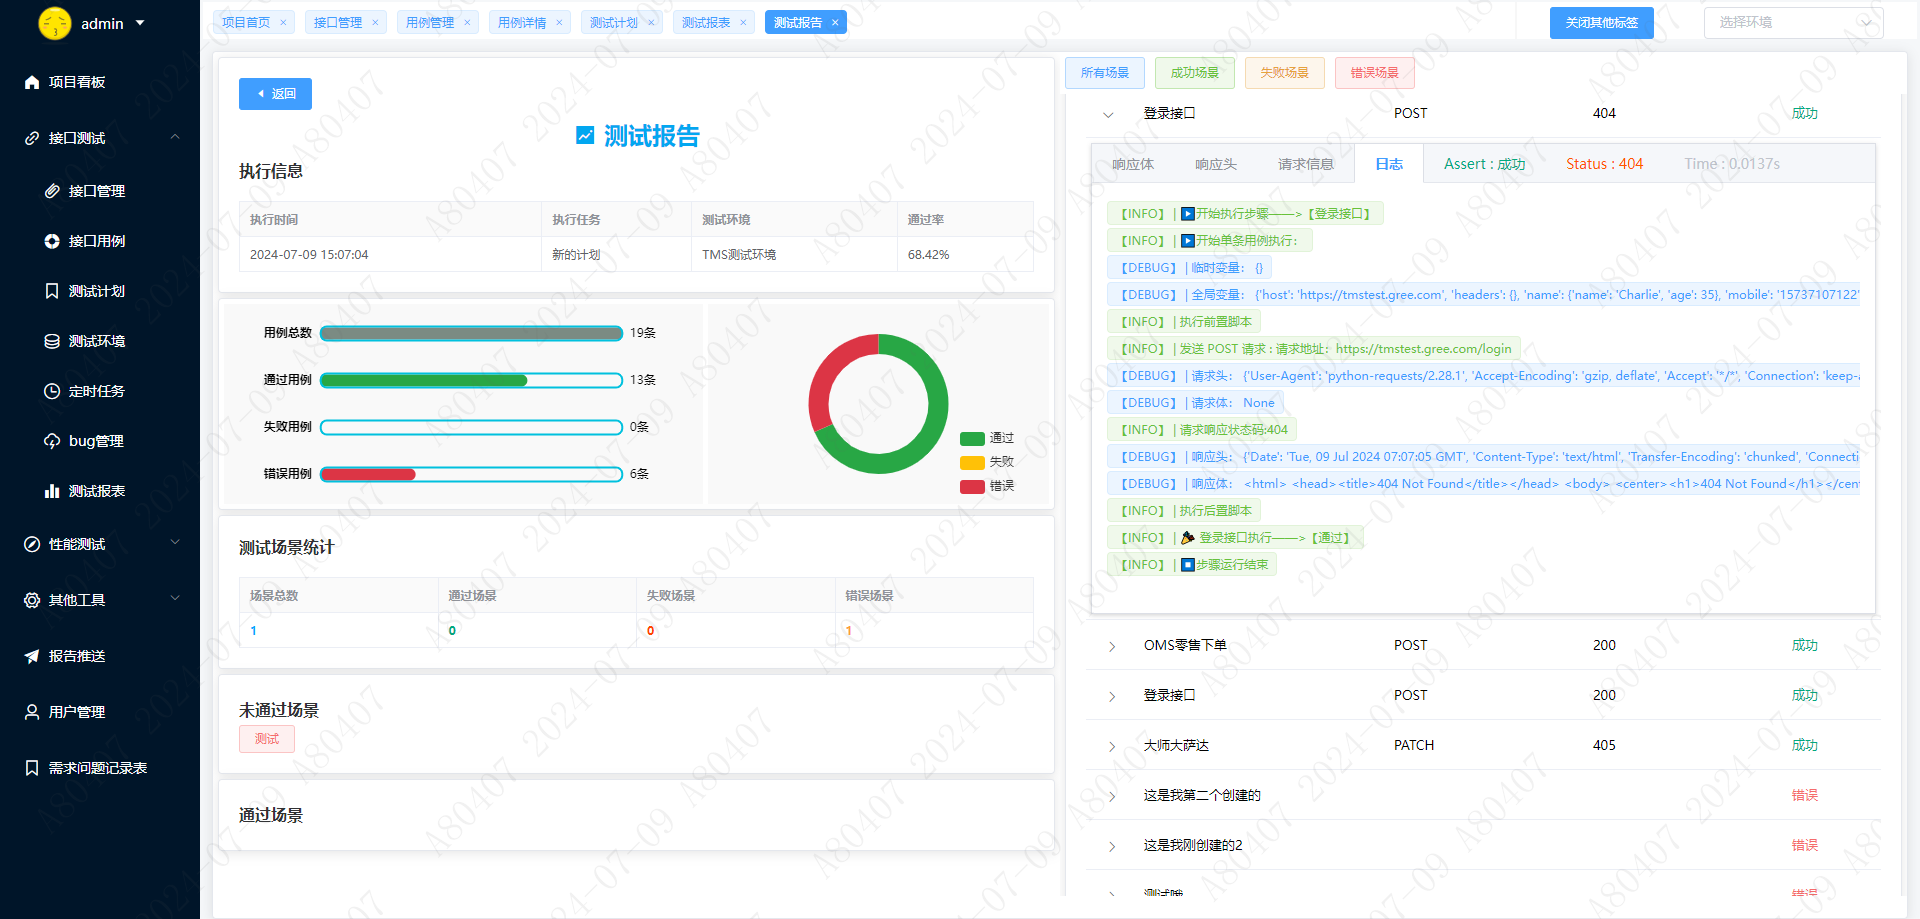 admin
项目看板
接口测试
接口管理
接口用例
测试计划
测试环境
定时任务
bug管理
测试报表
性能测试
其他工具
报告推送
用户管理
需求问题记录表
项目首页 × 接口管理 × 用例管理 × 用例详情 × 测试计划 × 测试报表 × 测试报告 ×
关闭其他标签 选择环境
返回
测试报告
执行信息
执行时间 执行任务 测试环境 通过率
2024-07-09 15:07:04 新的计划 TMS测试环境 68.42%
用例总数 19条
通过用例 13条
失败用例 0条
错误用例 6条
通过
失败
错误
测试场景统计
场景总数 通过场景 失败场景 错误场景
1 0 0 1
未通过场景
测试
通过场景
所有场景 成功场景 失败场景 错误场景
登录接口 POST 404 成功
响应体 响应头 请求信息 日志 Assert : 成功 Status : 404 Time : 0.0137s
【INFO】 | ▶️开始执行步骤——>【登录接口】
【INFO】 | ▶️开始单条用例执行：
【DEBUG】 | 临时变量： {}
【DEBUG】 | 全局变量： {'host': 'https://tmstest.gree.com', 'headers': {}, 'name': {'name': 'Charlie', 'age': 35}, 'mobile': '15737107122'
【INFO】 | 执行前置脚本
【INFO】 | 发送 POST 请求 : 请求地址：https://tmstest.gree.com/login
【DEBUG】 | 请求头： {'User-Agent': 'python-requests/2.28.1', 'Accept-Encoding': 'gzip, deflate', 'Accept': '*/*', 'Connection': 'keep-
【DEBUG】 | 请求体： None
【INFO】 | 请求响应状态码:404
【DEBUG】 | 响应头： {'Date': 'Tue, 09 Jul 2024 07:07:05 GMT', 'Content-Type': 'text/html', 'Transfer-Encoding': 'chunked', 'Connecti
【DEBUG】 | 响应体： <html> <head><title>404 Not Found</title></head> <body> <center><h1>404 Not Found</h1></cen
【INFO】 | 执行后置脚本
【INFO】 | 登录接口执行——>【通过】
【INFO】 | ⏹️步骤运行结束
OMS零售下单 POST 200 成功
登录接口 POST 200 成功
大师大萨达 PATCH 405 成功
这是我第二个创建的 错误
这是我刚创建的2 错误
测试哦 错误
A80407 2024-07-09